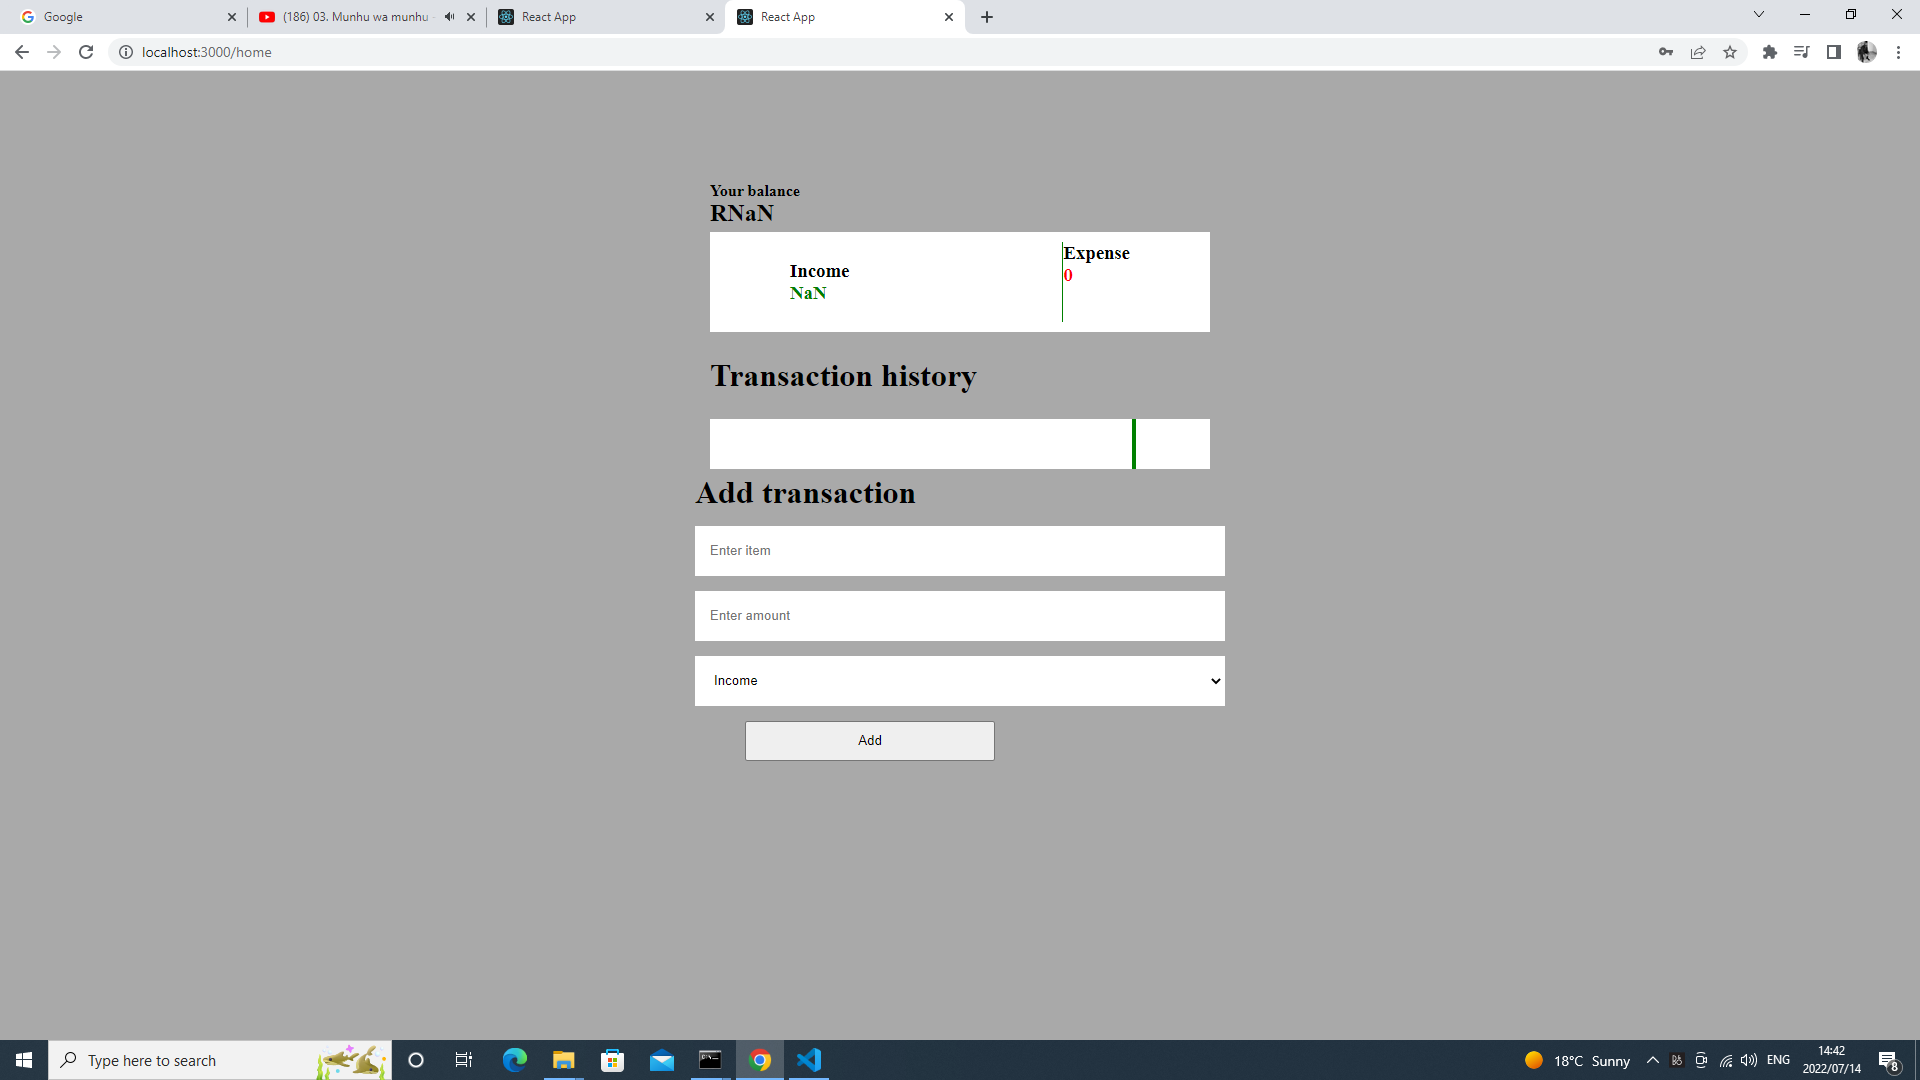 Google
(186) 03. Munhu wa munhu
React App
React App
localhost:3000/home
Your balance
RNaN
Income
NaN
Expense
0
Transaction history
Add transaction
Enter item
Enter amount
Income
Add
Type here to search
18°C Sunny
ENG
14:42
2022/07/14
8